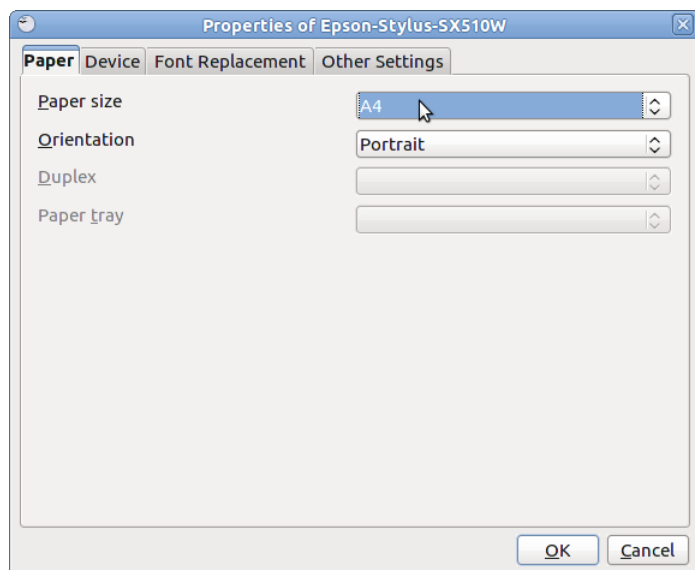 Properties of Epson-Stylus-SX510W
Paper Device Font Replacement Other Settings
Paper size A4
Orientation Portrait
Duplex
Paper tray
OK Cancel